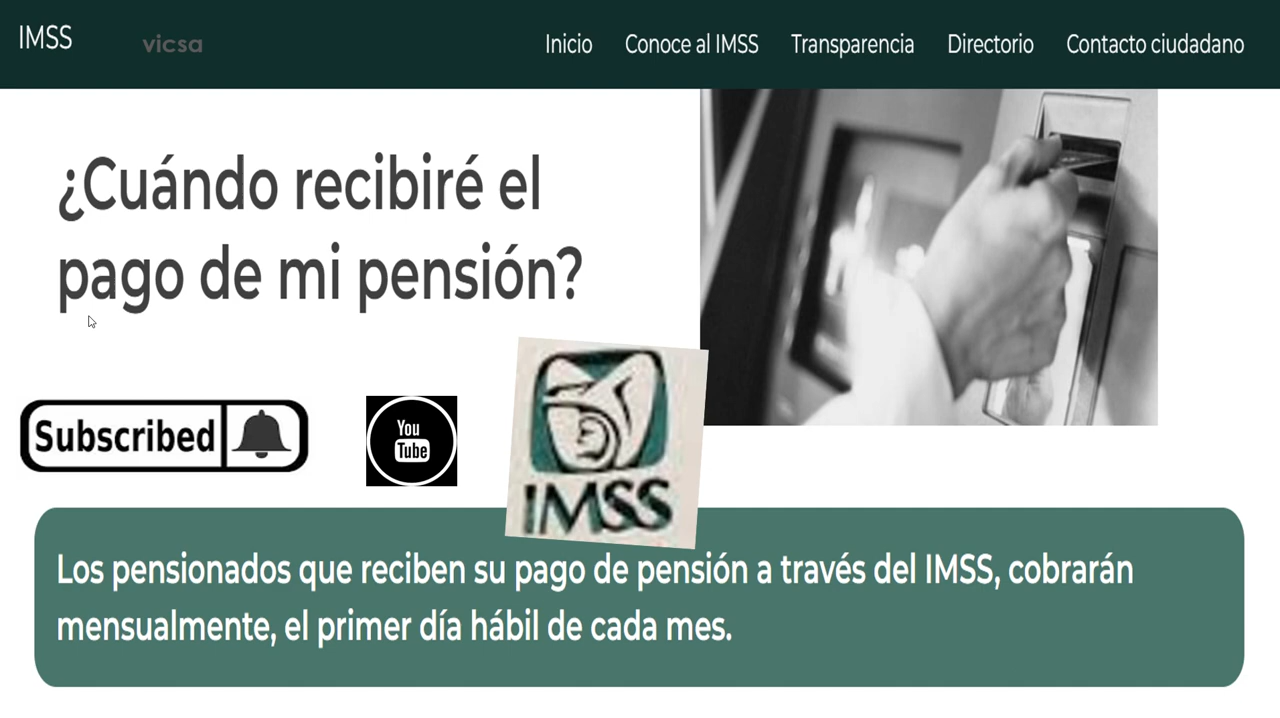 IMSS
vicsa
Inicio Conoce al IMSS Transparencia Directorio Contacto ciudadano
¿Cuándo recibiré el
pago de mi pensión?
Subscribed
You
Tube
IMSS
Los pensionados que reciben su pago de pensión a través del IMSS, cobrarán
mensualmente, el primer día hábil de cada mes.